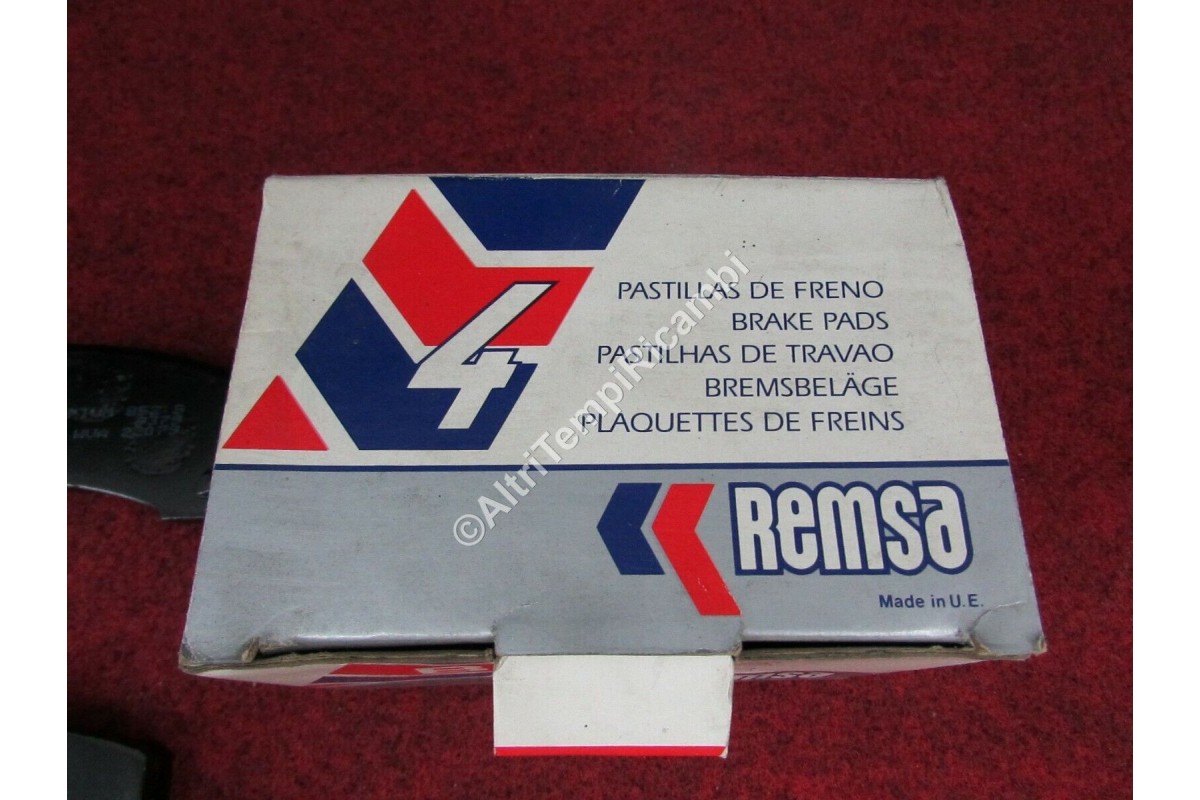 4
PASTILLAS DE FRENO
BRAKE PADS
PASTILHAS DE TRAVAO
BREMSBELÄGE
PLAQUETTES DE FREINS
©AltriTempiRicambi
Remsa
Made in U.E.